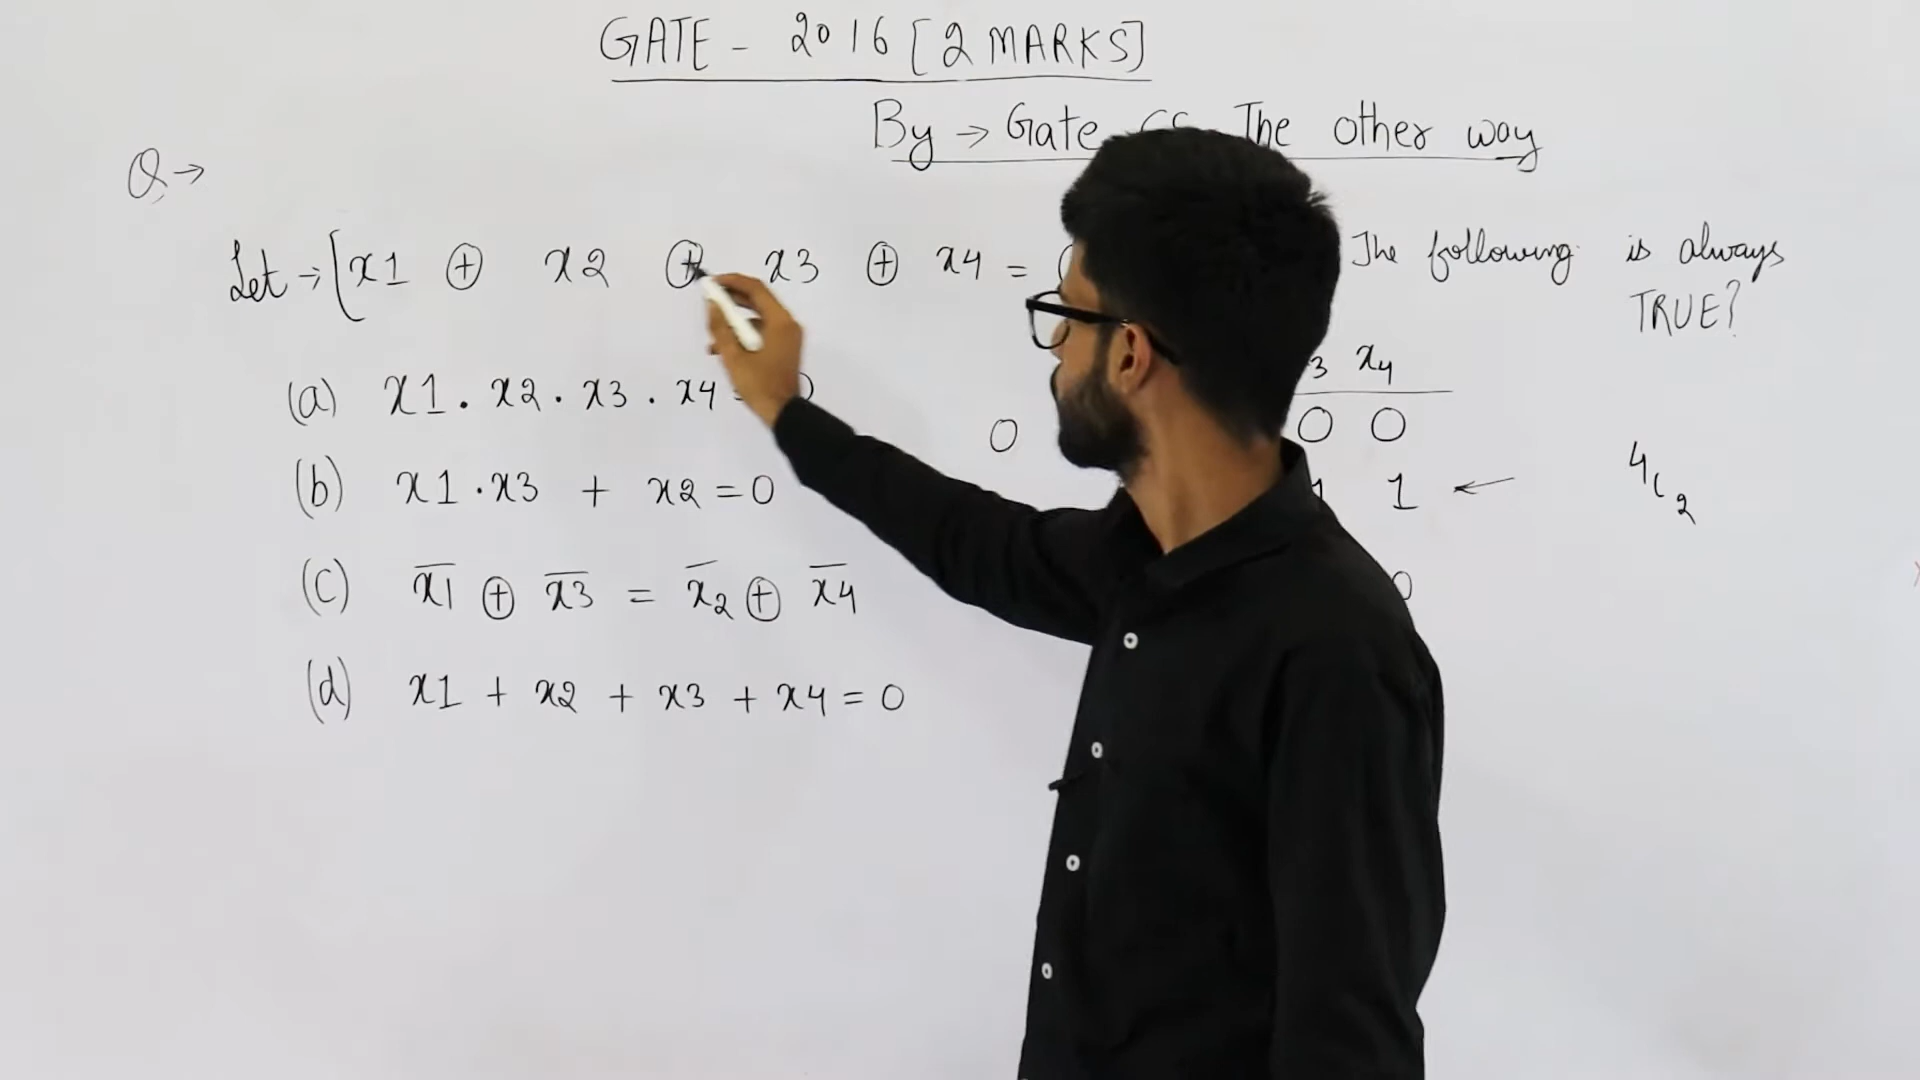 GATE - 2016 [2 MARKS]
By → Gate The other way
Q →
Let → [x1 ⊕ x2 ⊕ x3 ⊕ x4 = The following is always
TRUE?
(a) x1 . x2 . x3 . x4
(b) x1 . x3 + x2 = 0
(c) x̅1̅ ⊕ x̅3̅ = x̅₂ ⊕ x̅4̅
(d) x1 + x2 + x3 + x4 = 0
3 x₄
0 0 0
1 1 ←
4c₂